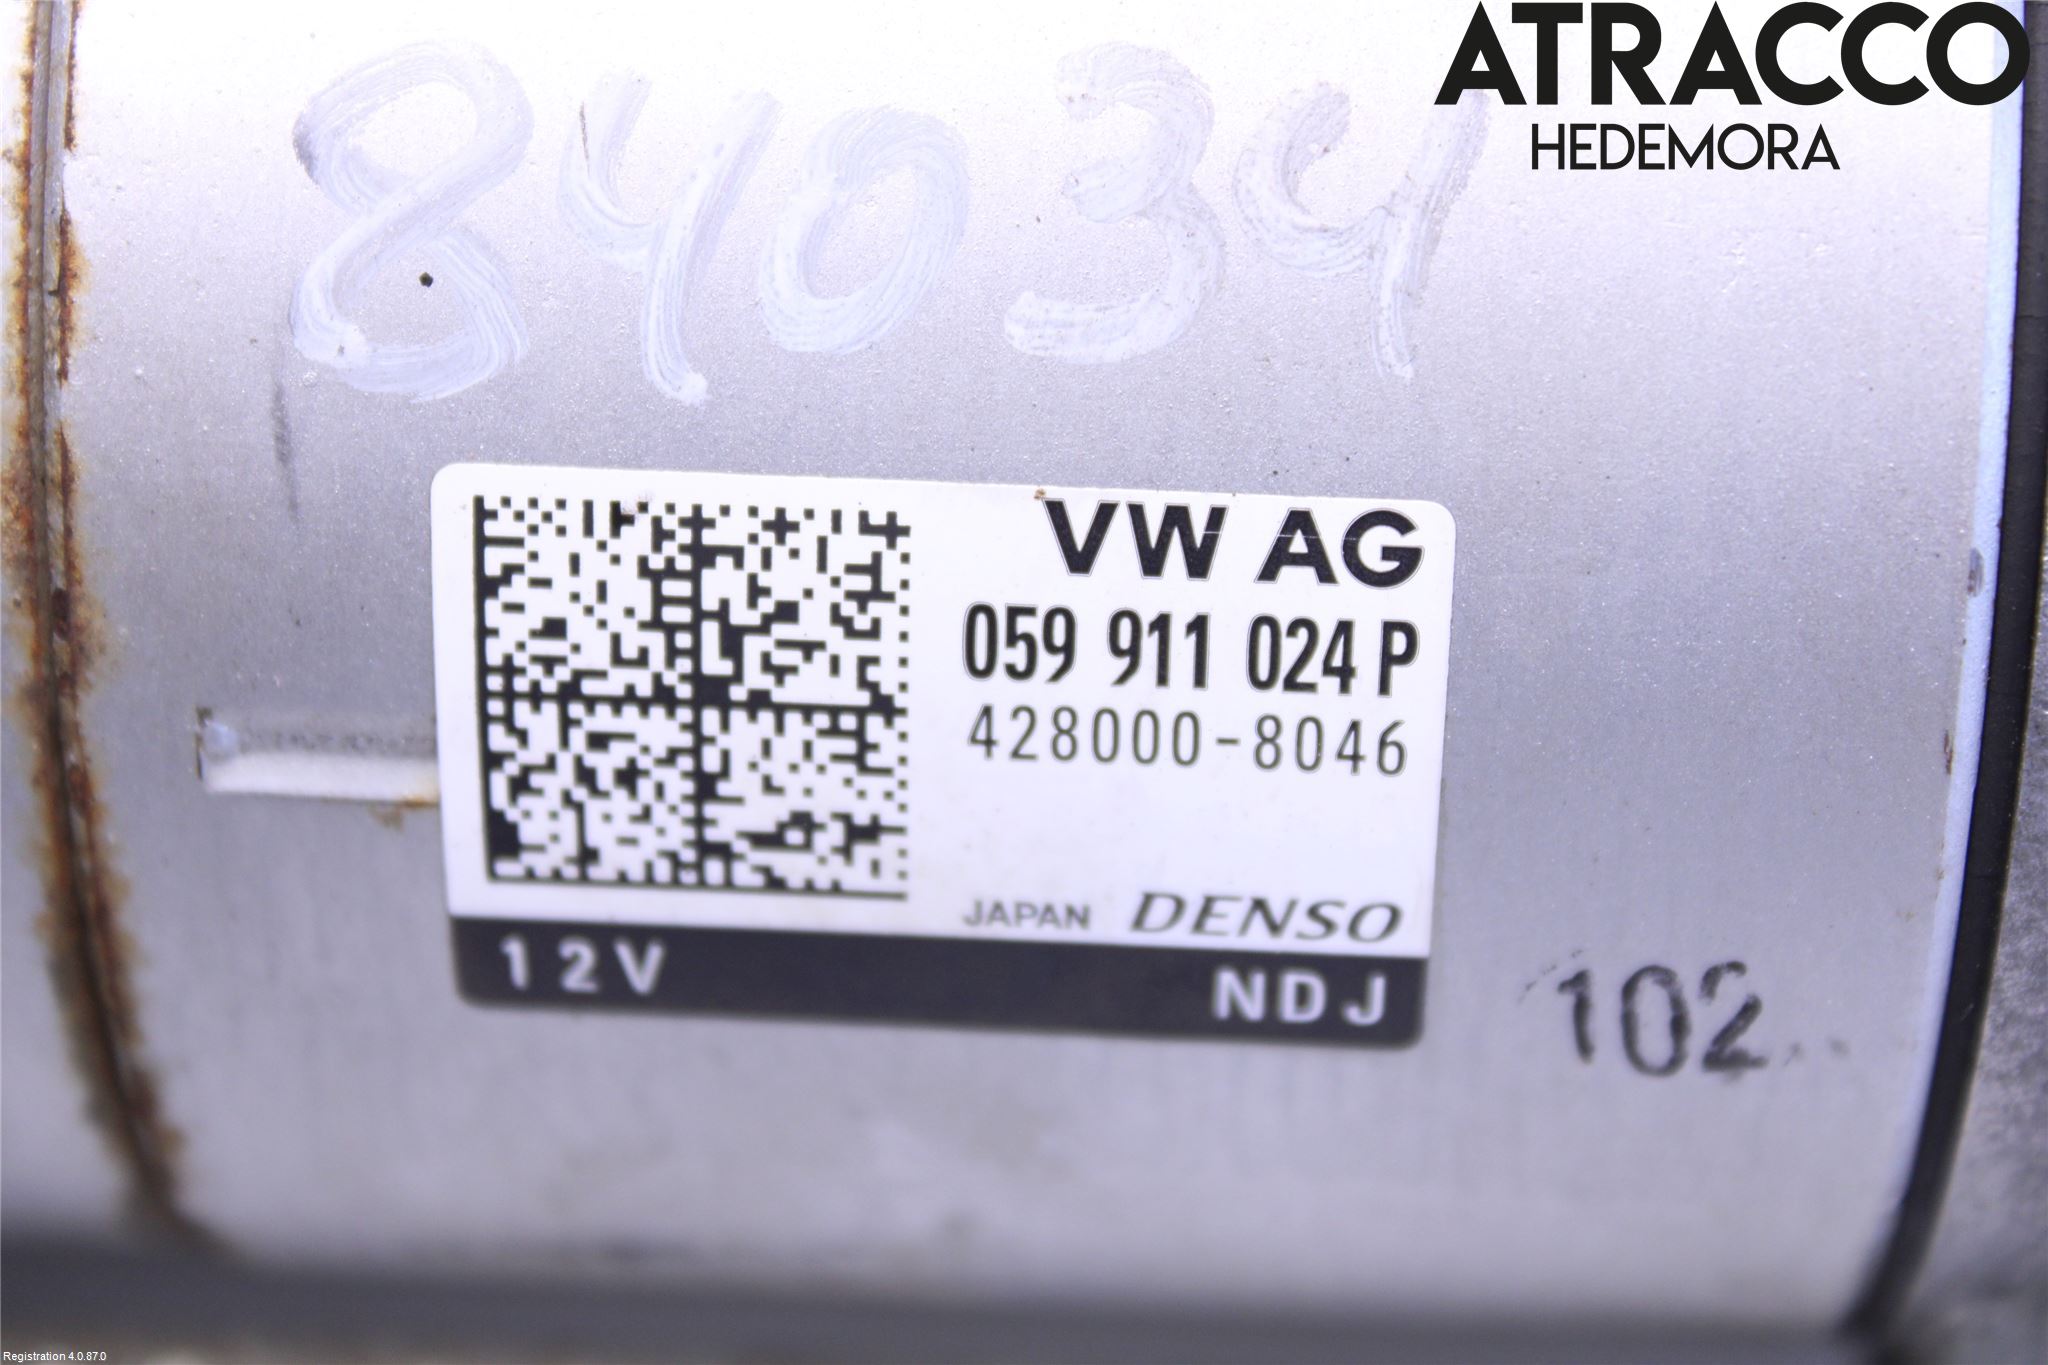 ATRACCO
HEDEMORA
84034
VW AG
059 911 024 P
428000-8046
JAPAN DENSO
12V NDJ
102
Registration 4.0.87.0